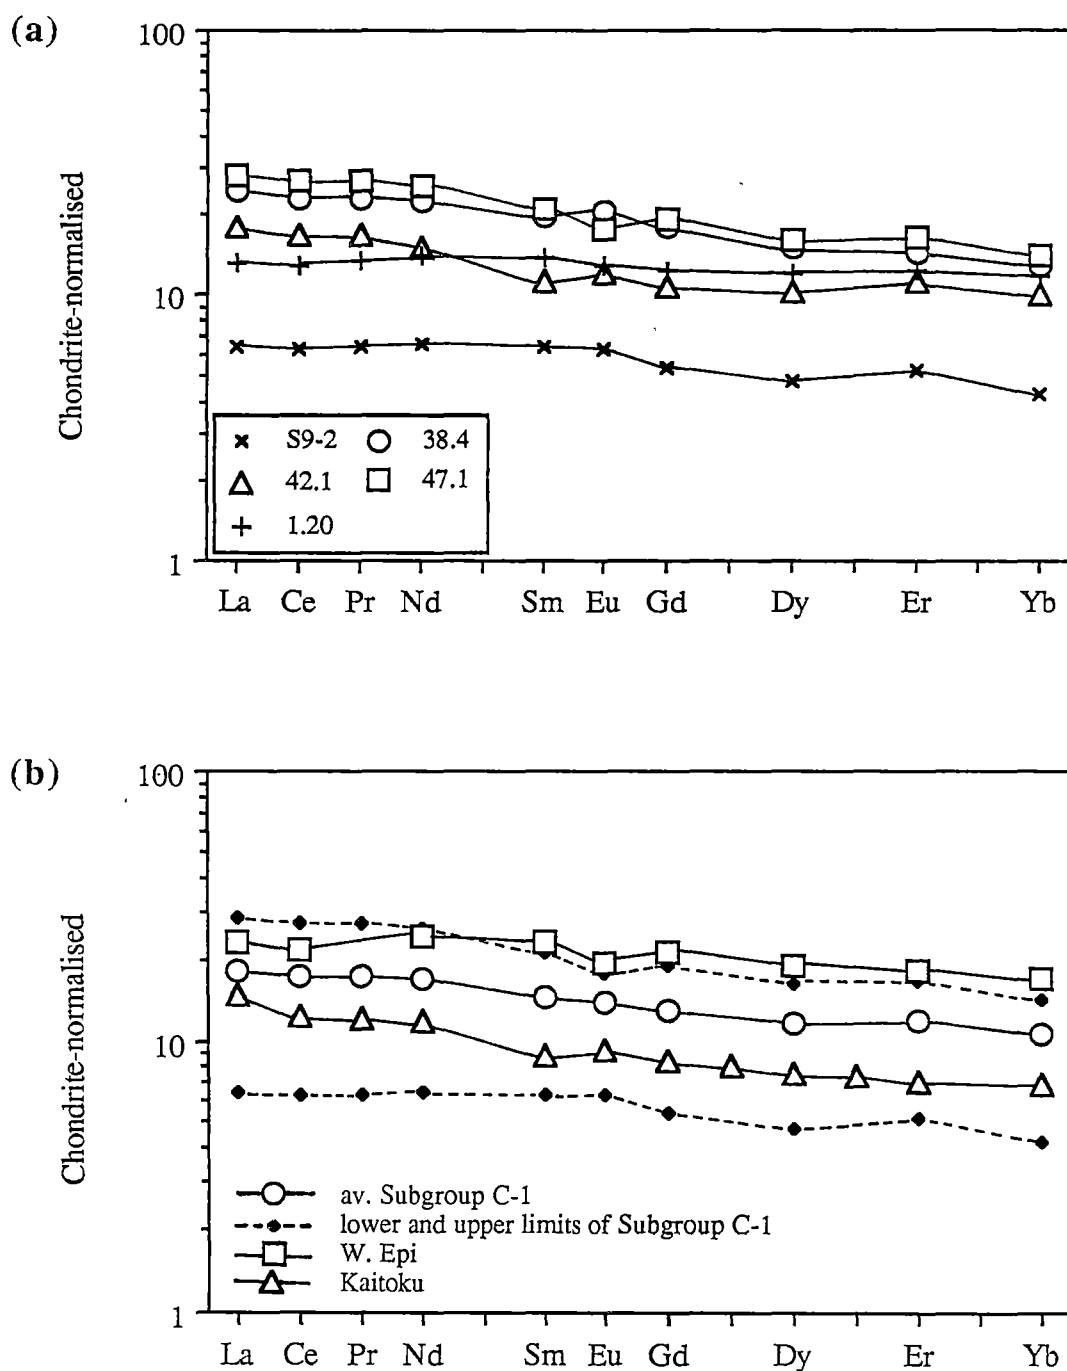 (a)
100
10
1
Chondrite-normalised
S9-2 38.4
42.1 47.1
1.20
La Ce Pr Nd Sm Eu Gd Dy Er Yb
(b)
100
10
1
Chondrite-normalised
av. Subgroup C-1
lower and upper limits of Subgroup C-1
W. Epi
Kaitoku
La Ce Pr Nd Sm Eu Gd Dy Er Yb